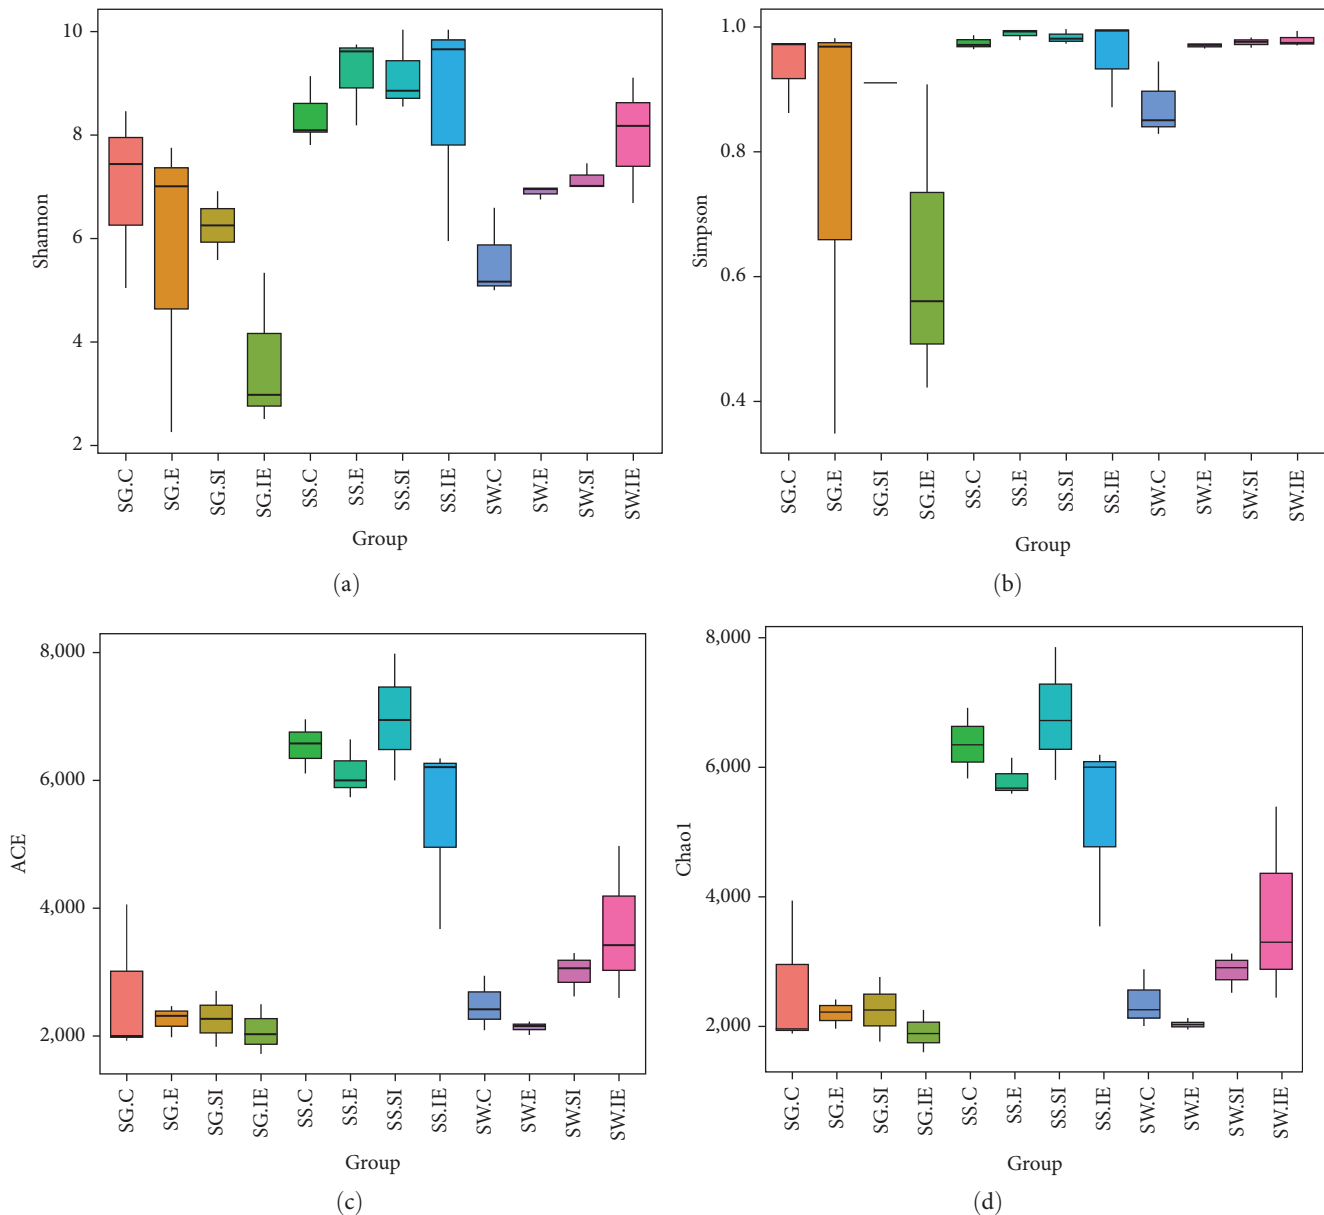 10
8
6
4
2
Shannon
SG.C
SG.E
SG.SI
SG.IE
SS.C
SS.E
SS.SI
SS.IE
SW.C
SW.E
SW.SI
SW.IE
Group
(a)
1.0
0.8
0.6
0.4
Simpson
SG.C
SG.E
SG.SI
SG.IE
SS.C
SS.E
SS.SI
SS.IE
SW.C
SW.E
SW.SI
SW.IE
Group
(b)
8,000
6,000
4,000
2,000
ACE
SG.C
SG.E
SG.SI
SG.IE
SS.C
SS.E
SS.SI
SS.IE
SW.C
SW.E
SW.SI
SW.IE
Group
(c)
8,000
6,000
4,000
2,000
Chao1
SG.C
SG.E
SG.SI
SG.IE
SS.C
SS.E
SS.SI
SS.IE
SW.C
SW.E
SW.SI
SW.IE
Group
(d)